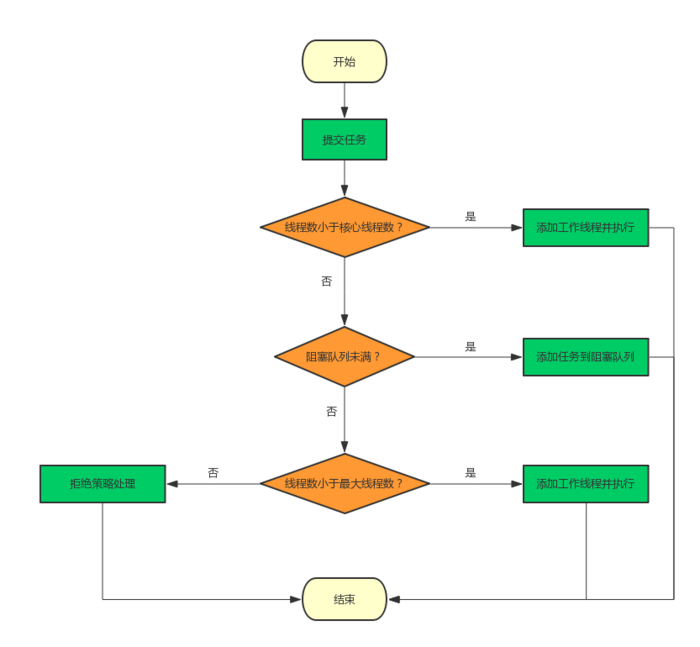 开始
提交任务
线程数小于核心线程数？
是
添加工作线程并执行
否
阻塞队列未满？
是
添加任务到阻塞队列
否
线程数小于最大线程数？
是
添加工作线程并执行
否
拒绝策略处理
结束